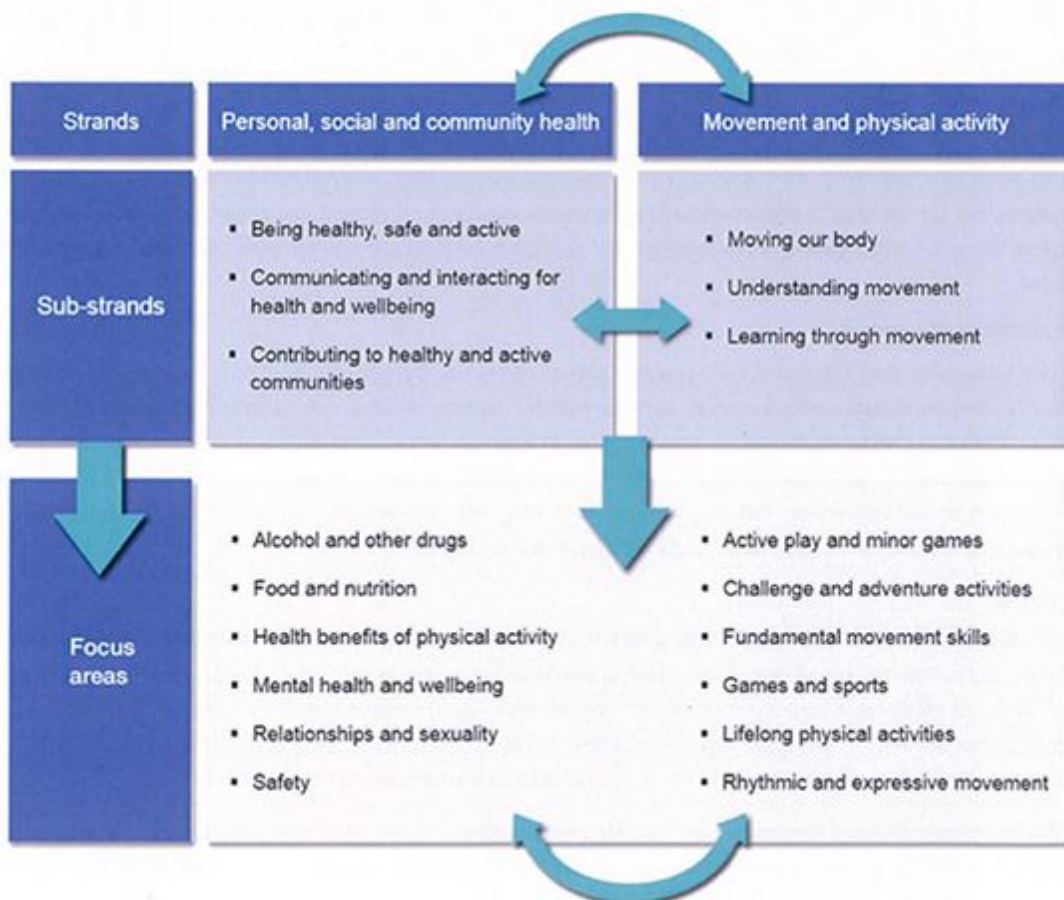 Strands
Personal, social and community health
Movement and physical activity
Sub-strands
▪ Being healthy, safe and active
▪ Communicating and interacting for
health and wellbeing
▪ Contributing to healthy and active
communities
▪ Moving our body
▪ Understanding movement
▪ Learning through movement
Focus
areas
▪ Alcohol and other drugs
▪ Food and nutrition
▪ Health benefits of physical activity
▪ Mental health and wellbeing
▪ Relationships and sexuality
▪ Safety
▪ Active play and minor games
▪ Challenge and adventure activities
▪ Fundamental movement skills
▪ Games and sports
▪ Lifelong physical activities
▪ Rhythmic and expressive movement